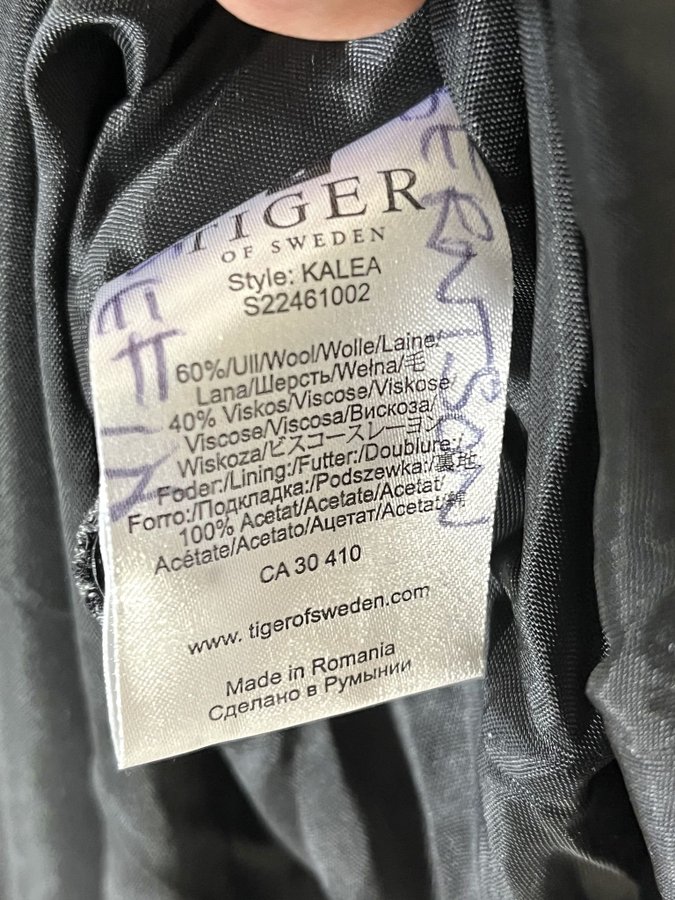 TIGER
OF SWEDEN
Style: KALEA
S22461002
60%/Ull/Wool/Wolle/Laine/
Lana/Шерсть/Wełna/毛
40% Viskos/Viscose/Viskose/
Viscose/Viscosa/Вискоза/
Wiskoza/ビスコースレーヨン
Foder:/Lining:/Futter:/Doublure:/
Forro:/Подкладка:/Podszewka:/裏地
100% Acetat/Acetate/Acetat/
Acétate/Acetato/Ацетат/Acetat/
CA 30 410
www. tigerofsweden.com
Made in Romania
Сделано в Румынии